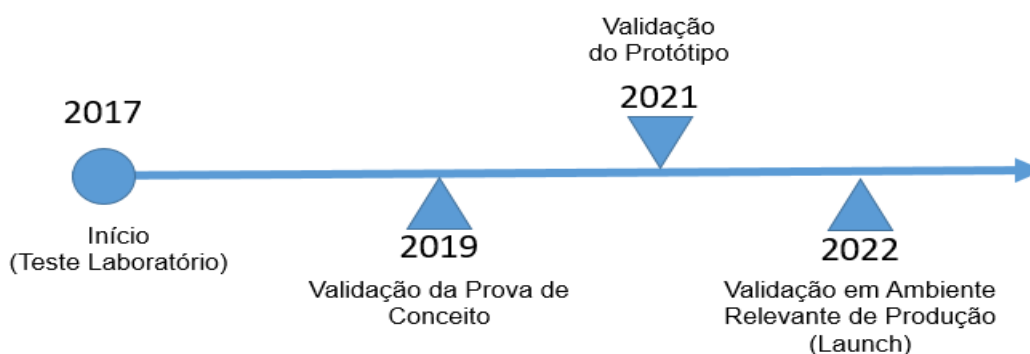 2017
Início
(Teste Laboratório)
2019
Validação da Prova de
Conceito
Validação
do Protótipo
2021
2022
Validação em Ambiente
Relevante de Produção
(Launch)